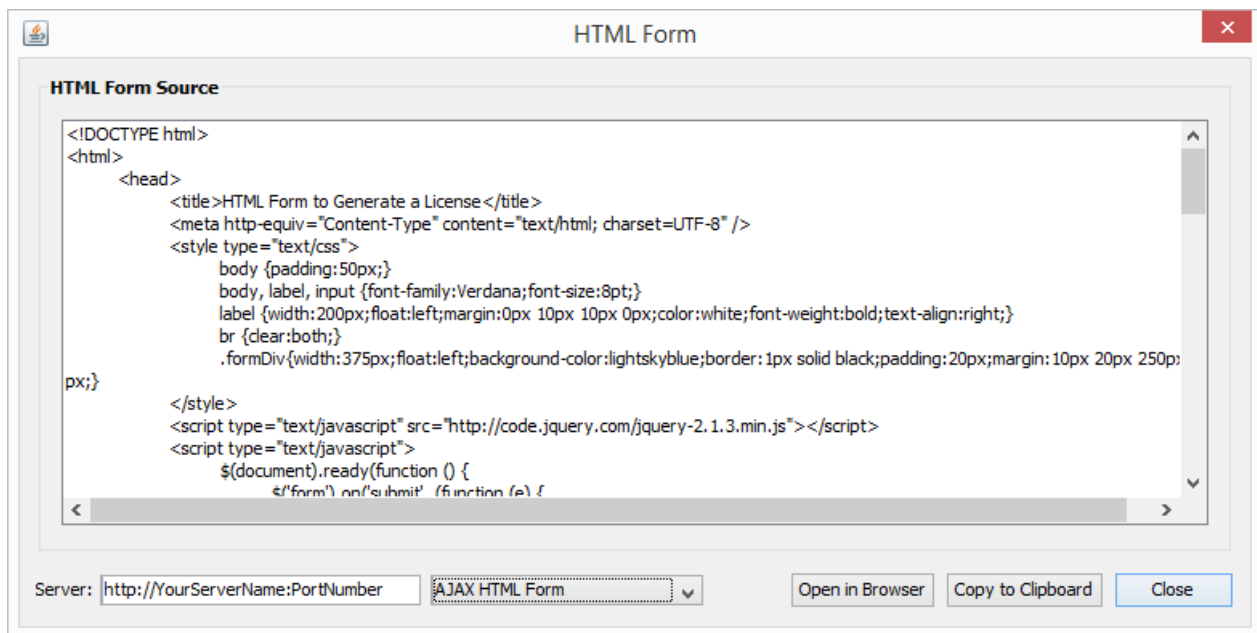 HTML Form
HTML Form Source
<!DOCTYPE html>
<html>
<head>
<title>HTML Form to Generate a License</title>
<meta http-equiv="Content-Type" content="text/html; charset=UTF-8" />
<style type="text/css">
body {padding:50px;}
body, label, input {font-family:Verdana;font-size:8pt;}
label {width:200px;float:left;margin:0px 10px 10px 0px;color:white;font-weight:bold;text-align:right;}
br {clear:both;}
.formDiv{width:375px;float:left;background-color:lightskyblue;border:1px solid black;padding:20px;margin:10px 20px 250p
px;}
</style>
<script type="text/javascript" src="http://code.jquery.com/jquery-2.1.3.min.js"></script>
<script type="text/javascript">
$(document).ready(function () {
$('form').on('submit', (function (e) {
Server: http://YourServerName:PortNumber AJAX HTML Form Open in Browser Copy to Clipboard Close